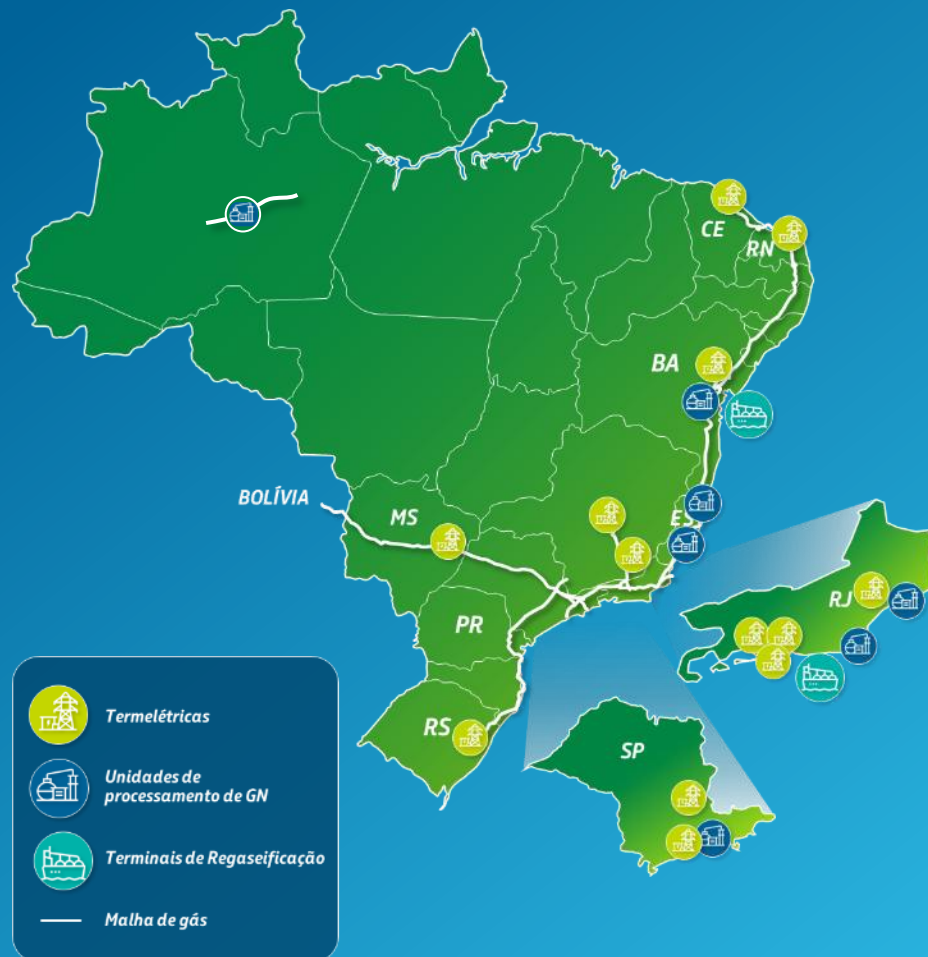 CE
RN
BA
BOLÍVIA
MS
ES
RJ
PR
RS
SP
Termelétricas
Unidades de
processamento de GN
Terminais de Regaseificação
Malha de gás